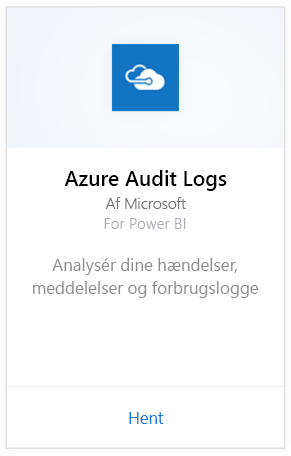 Azure Audit Logs
Af Microsoft
For Power BI
Analysér dine hændelser,
meddelelser og forbrugslogge
Hent